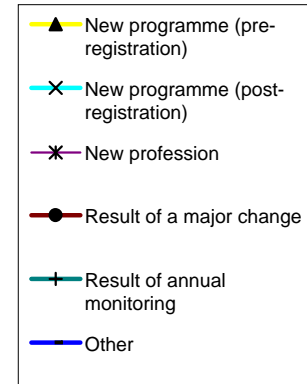 New programme (pre-
registration)
New programme (post-
registration)
New profession
Result of a major change
Result of annual
monitoring
Other